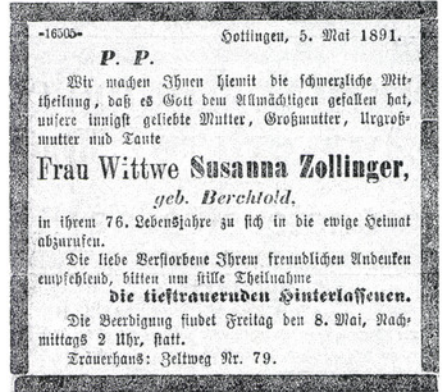 -16505-
Hottingen, 5. Mai 1891.
P. P.
Wir machen Ihnen hiemit die schmerzliche Mit-
theilung, daß es Gott dem Allmächtigen gefallen hat,
unsere innigst geliebte Mutter, Großmutter, Urgroß-
mutter und Tante
Frau Wittwe Susanna Zollinger,
geb. Berchtold,
in ihrem 76. Lebensjahre zu sich in die ewige Heimat
abzurufen.
Die liebe Verstorbene Ihrem freundlichen Andenken
empfehlend, bitten um stille Theilnahme
die tieftrauernden Hinterlassenen.
Die Beerdigung findet Freitag den 8. Mai, Nach-
mittags 2 Uhr, statt.
Trauerhaus: Zeltweg Nr. 79.